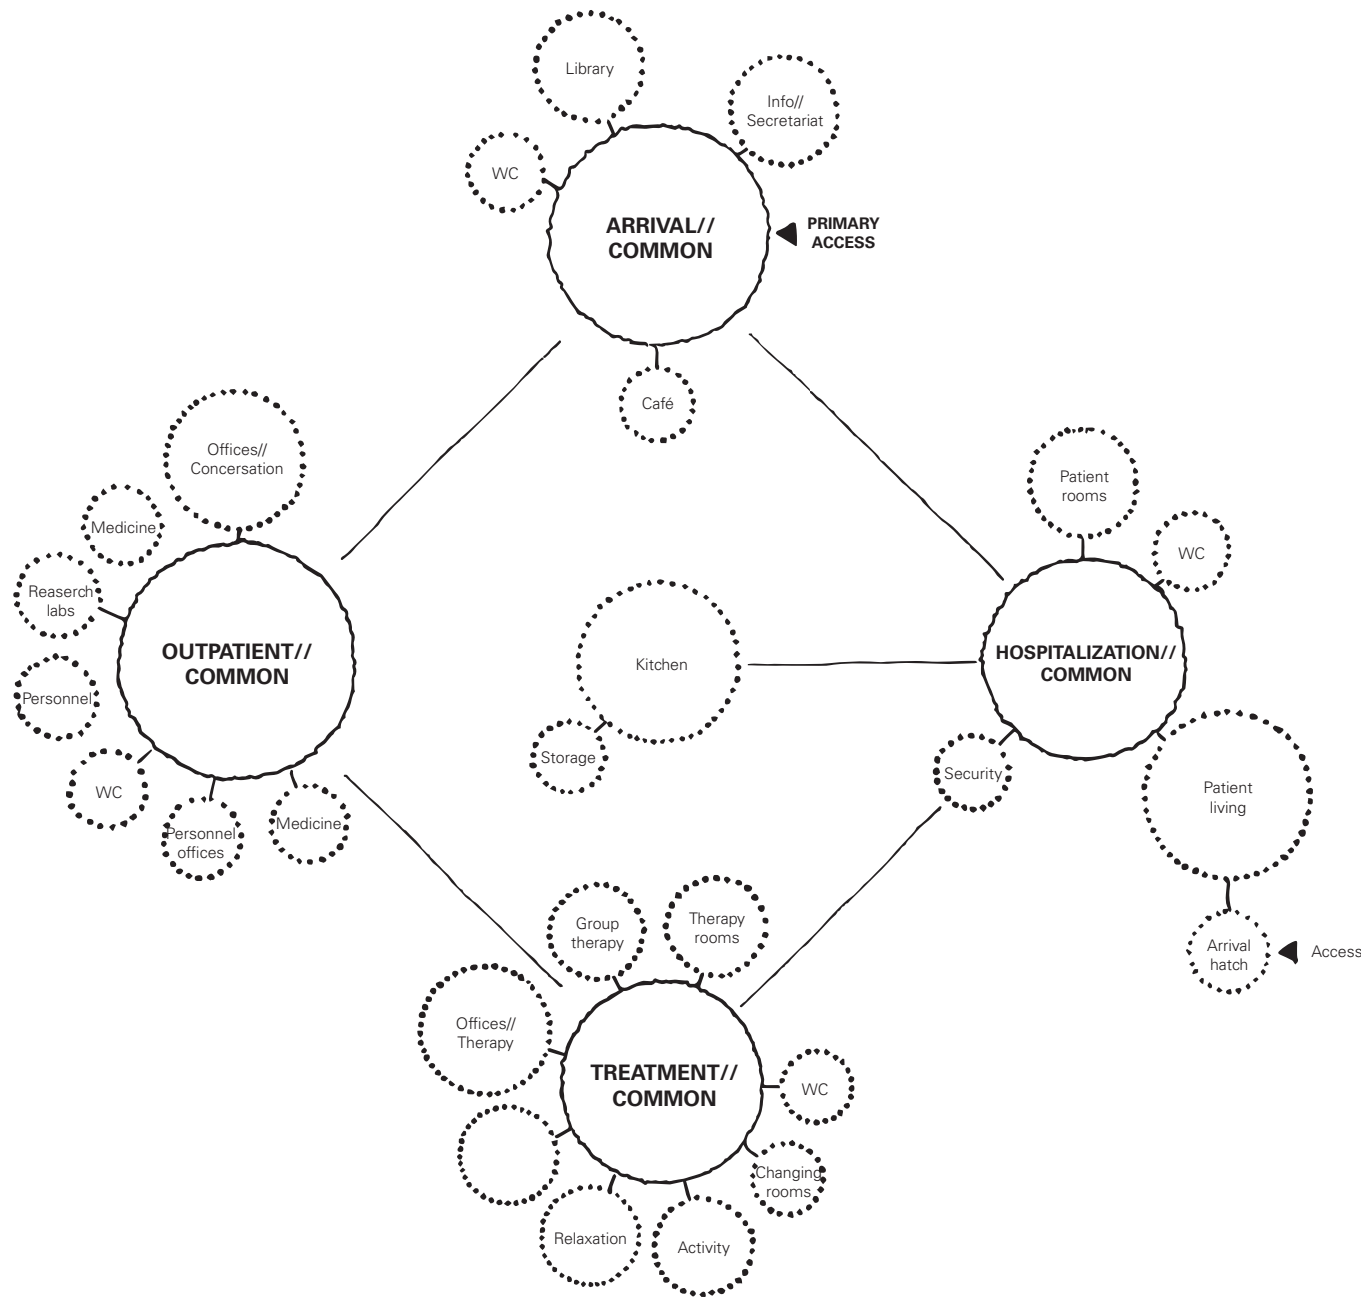 Library
Info//
Secretariat
WC
ARRIVAL//
COMMON
PRIMARY
ACCESS
Café
Offices//
Concersation
Medicine
Reaserch
labs
OUTPATIENT//
COMMON
Personnel
WC
Personnel
offices
Medicine
Kitchen
Storage
Patient
rooms
WC
HOSPITALIZATION//
COMMON
Security
Patient
living
Arrival
hatch
Access
Group
therapy
Therapy
rooms
Offices//
Therapy
TREATMENT//
COMMON
WC
Changing
rooms
Relaxation
Activity